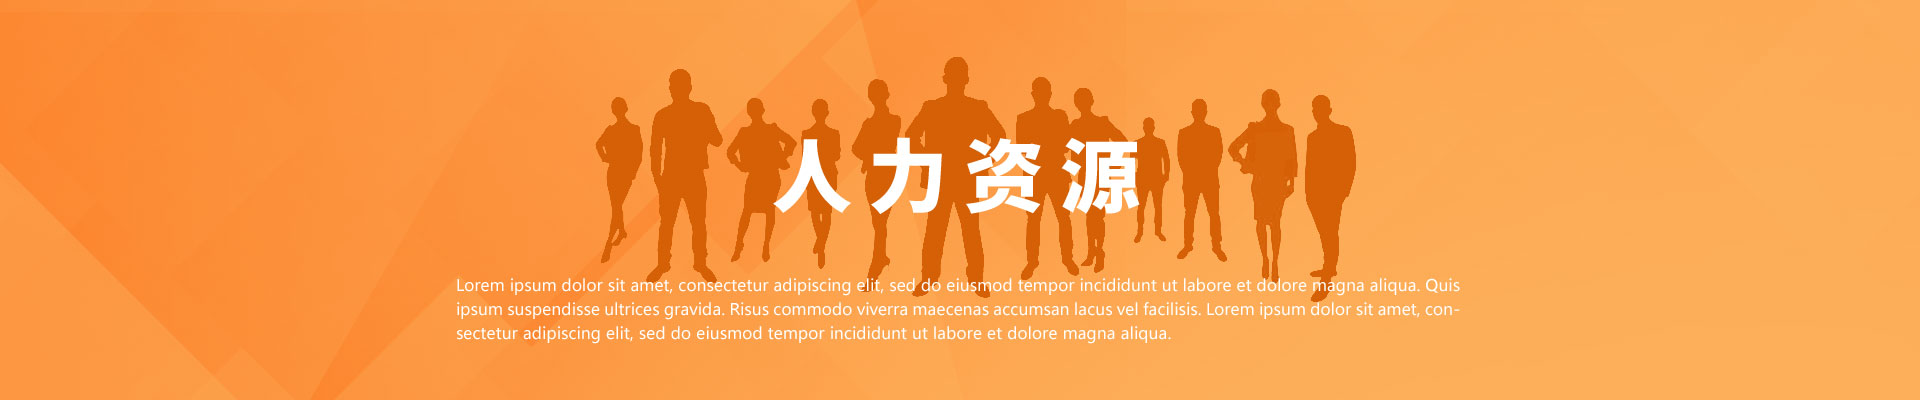 人力资源
Lorem ipsum dolor sit amet, consectetur adipiscing elit, sed do eiusmod tempor incididunt ut labore et dolore magna aliqua. Quis
ipsum suspendisse ultrices gravida. Risus commodo viverra maecenas accumsan lacus vel facilisis. Lorem ipsum dolor sit amet, con-
sectetur adipiscing elit, sed do eiusmod tempor incididunt ut labore et dolore magna aliqua.